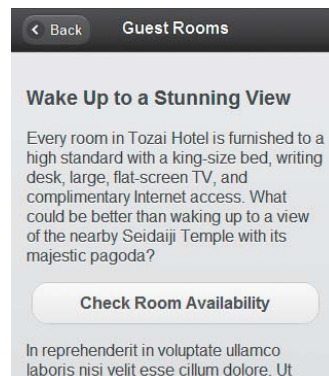 Back Guest Rooms
Wake Up to a Stunning View
Every room in Tozai Hotel is furnished to a
high standard with a king-size bed, writing
desk, large, flat-screen TV, and
complimentary Internet access. What
could be better than waking up to a view
of the nearby Seidaiji Temple with its
majestic pagoda?
Check Room Availability
In reprehenderit in voluptate ullamco
laboris nisi velit esse cillum dolore. Ut